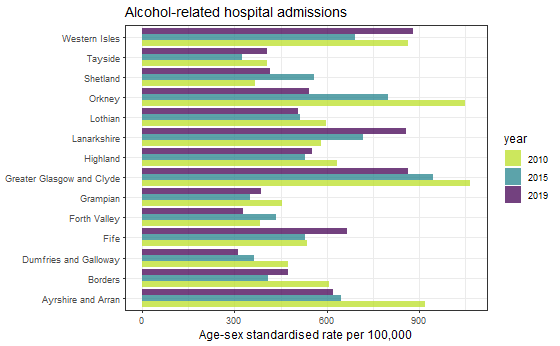 Alcohol-related hospital admissions
Western Isles
Tayside
Shetland
Orkney
Lothian
Lanarkshire
Highland
Greater Glasgow and Clyde
Grampian
Forth Valley
Fife
Dumfries and Galloway
Borders
Ayrshire and Arran
0 300 600 900
Age-sex standardised rate per 100,000
year
2010
2015
2019